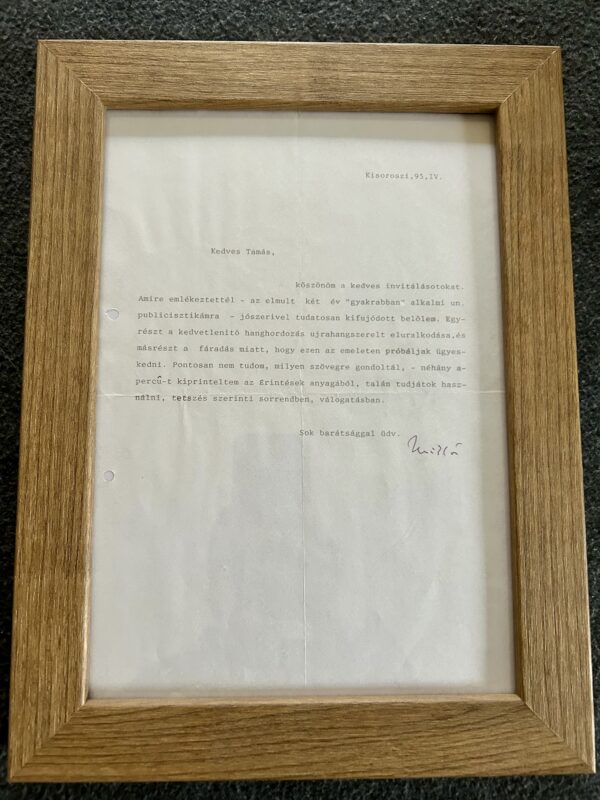 Kisoroszi,95,IV.
Kedves Tamás,
köszönöm a kedves invitálásotokat.
Amire emlékeztettél - az elmult két év "gyakrabban" alkalmi un.
publicisztikámra - jószerivel tudatosan kifujódott belőlem. Egy-
részt a kedvetlenitő hanghordozás ujrahangszerelt eluralkodása,és
másrészt a fáradás miatt, hogy ezen az emeleten próbáljak ügyes-
kedni. Pontosan nem tudom, milyen szövegre gondoltál, - néhány a-
percű-t kiprinteltem az Érintések anyagából, talán tudjátok hasz-
nálni, tetszés szerinti sorrendben, válogatásban.
Sok barátsággal üdv.